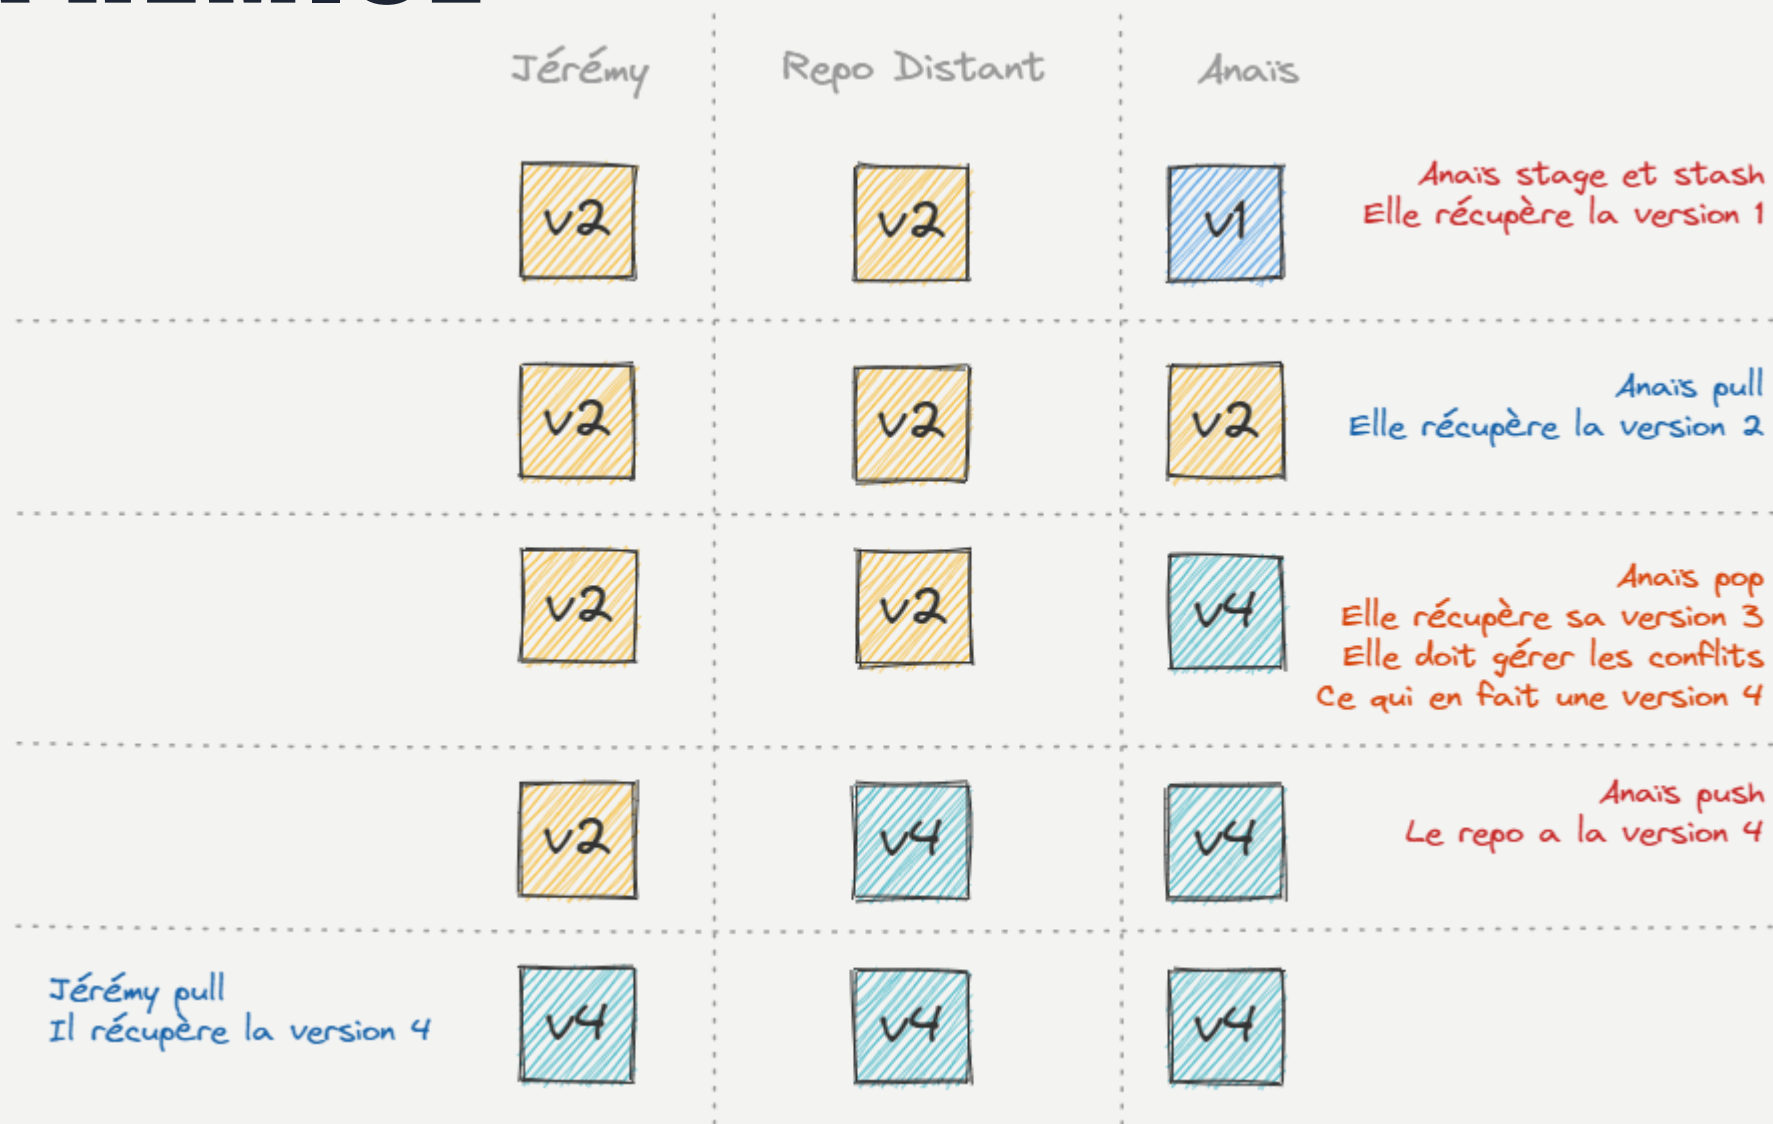 Jérémy
Repo Distant
Anaïs
v2
v2
v1
Anaïs stage et stash
Elle récupère la version 1
v2
v2
v2
Anaïs pull
Elle récupère la version 2
v2
v2
v4
Anaïs pop
Elle récupère sa version 3
Elle doit gérer les conflits
Ce qui en fait une version 4
v2
v4
v4
Anaïs push
Le repo a la version 4
Jérémy pull
Il récupère la version 4
v4
v4
v4